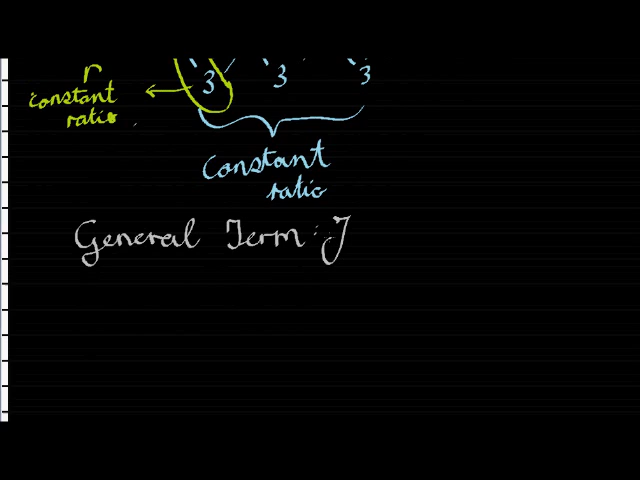 3 3 3
r
constant
ratio
Constant
ratio
General Term: T